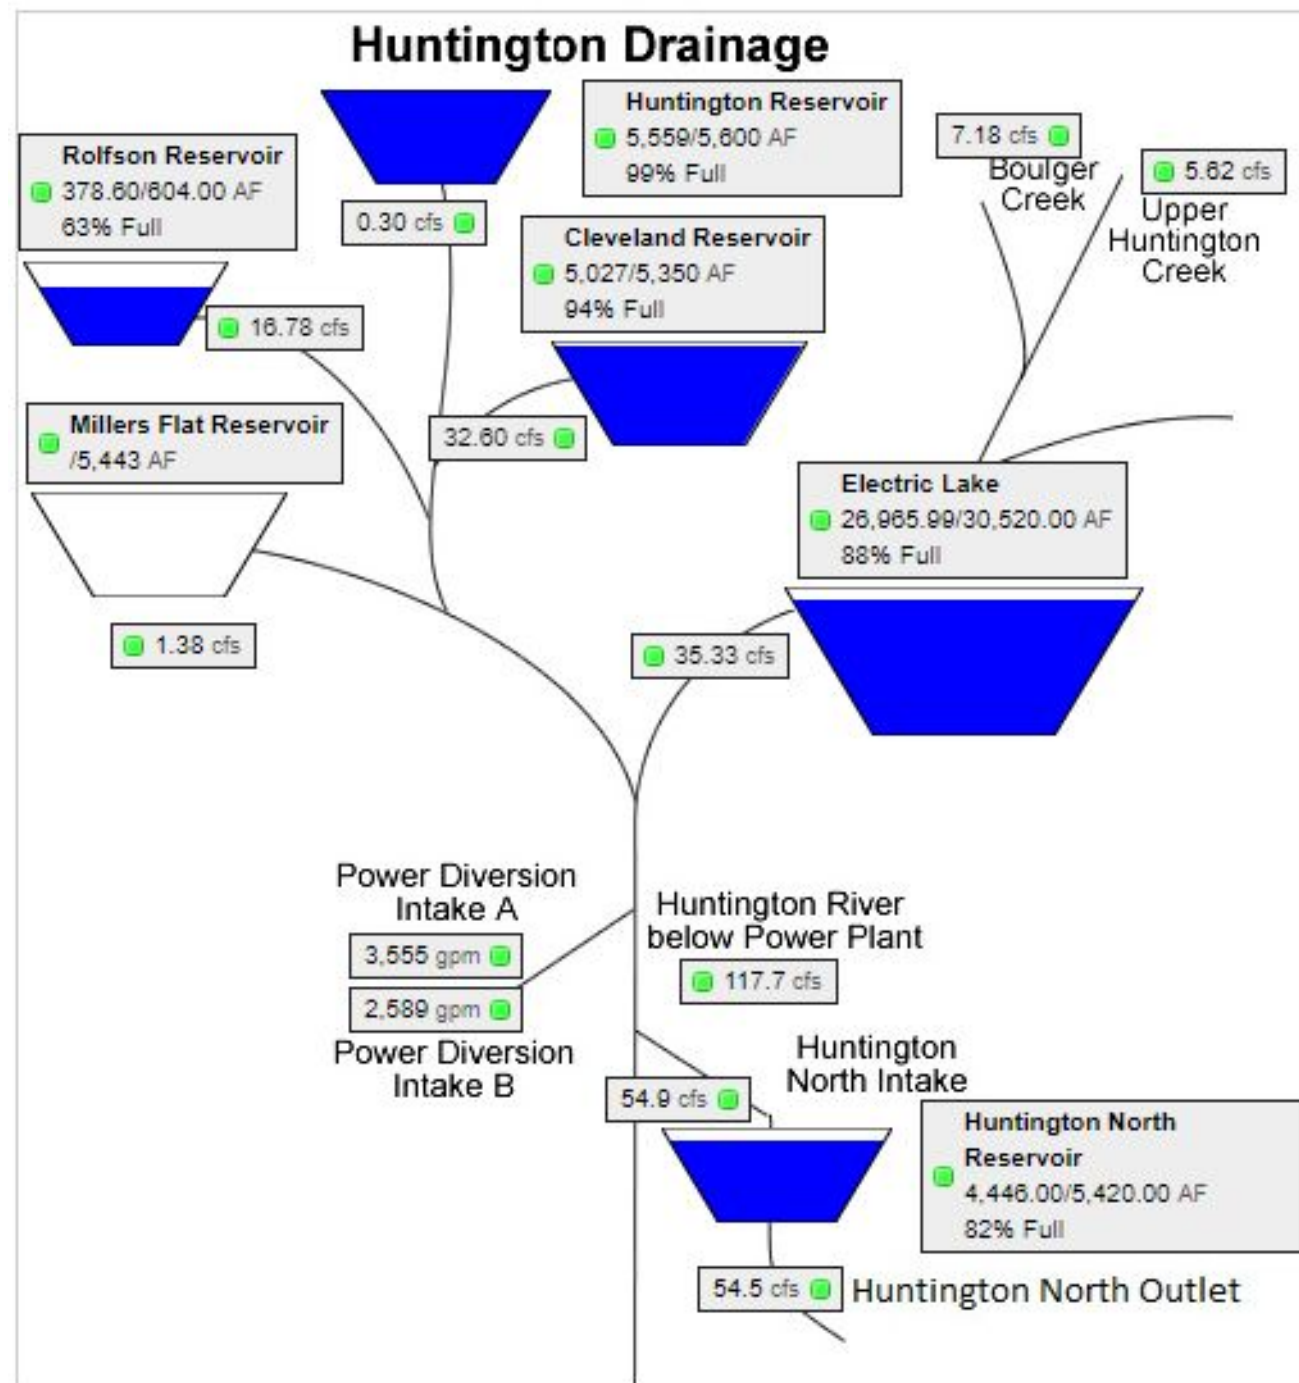 Huntington Drainage
Huntington Reservoir
5,559/5,600 AF
99% Full
7.18 cfs
Boulger
Creek
5.62 cfs
Upper
Huntington
Creek
Rolfson Reservoir
378.60/604.00 AF
63% Full
0.30 cfs
Cleveland Reservoir
5,027/5,350 AF
94% Full
16.78 cfs
Millers Flat Reservoir
/5,443 AF
32.60 cfs
Electric Lake
26,965.99/30,520.00 AF
88% Full
1.38 cfs
35.33 cfs
Power Diversion
Intake A
3,555 gpm
2,589 gpm
Power Diversion
Intake B
Huntington River
below Power Plant
117.7 cfs
Huntington
North Intake
54.9 cfs
Huntington North
Reservoir
4,446.00/5,420.00 AF
82% Full
54.5 cfs
Huntington North Outlet